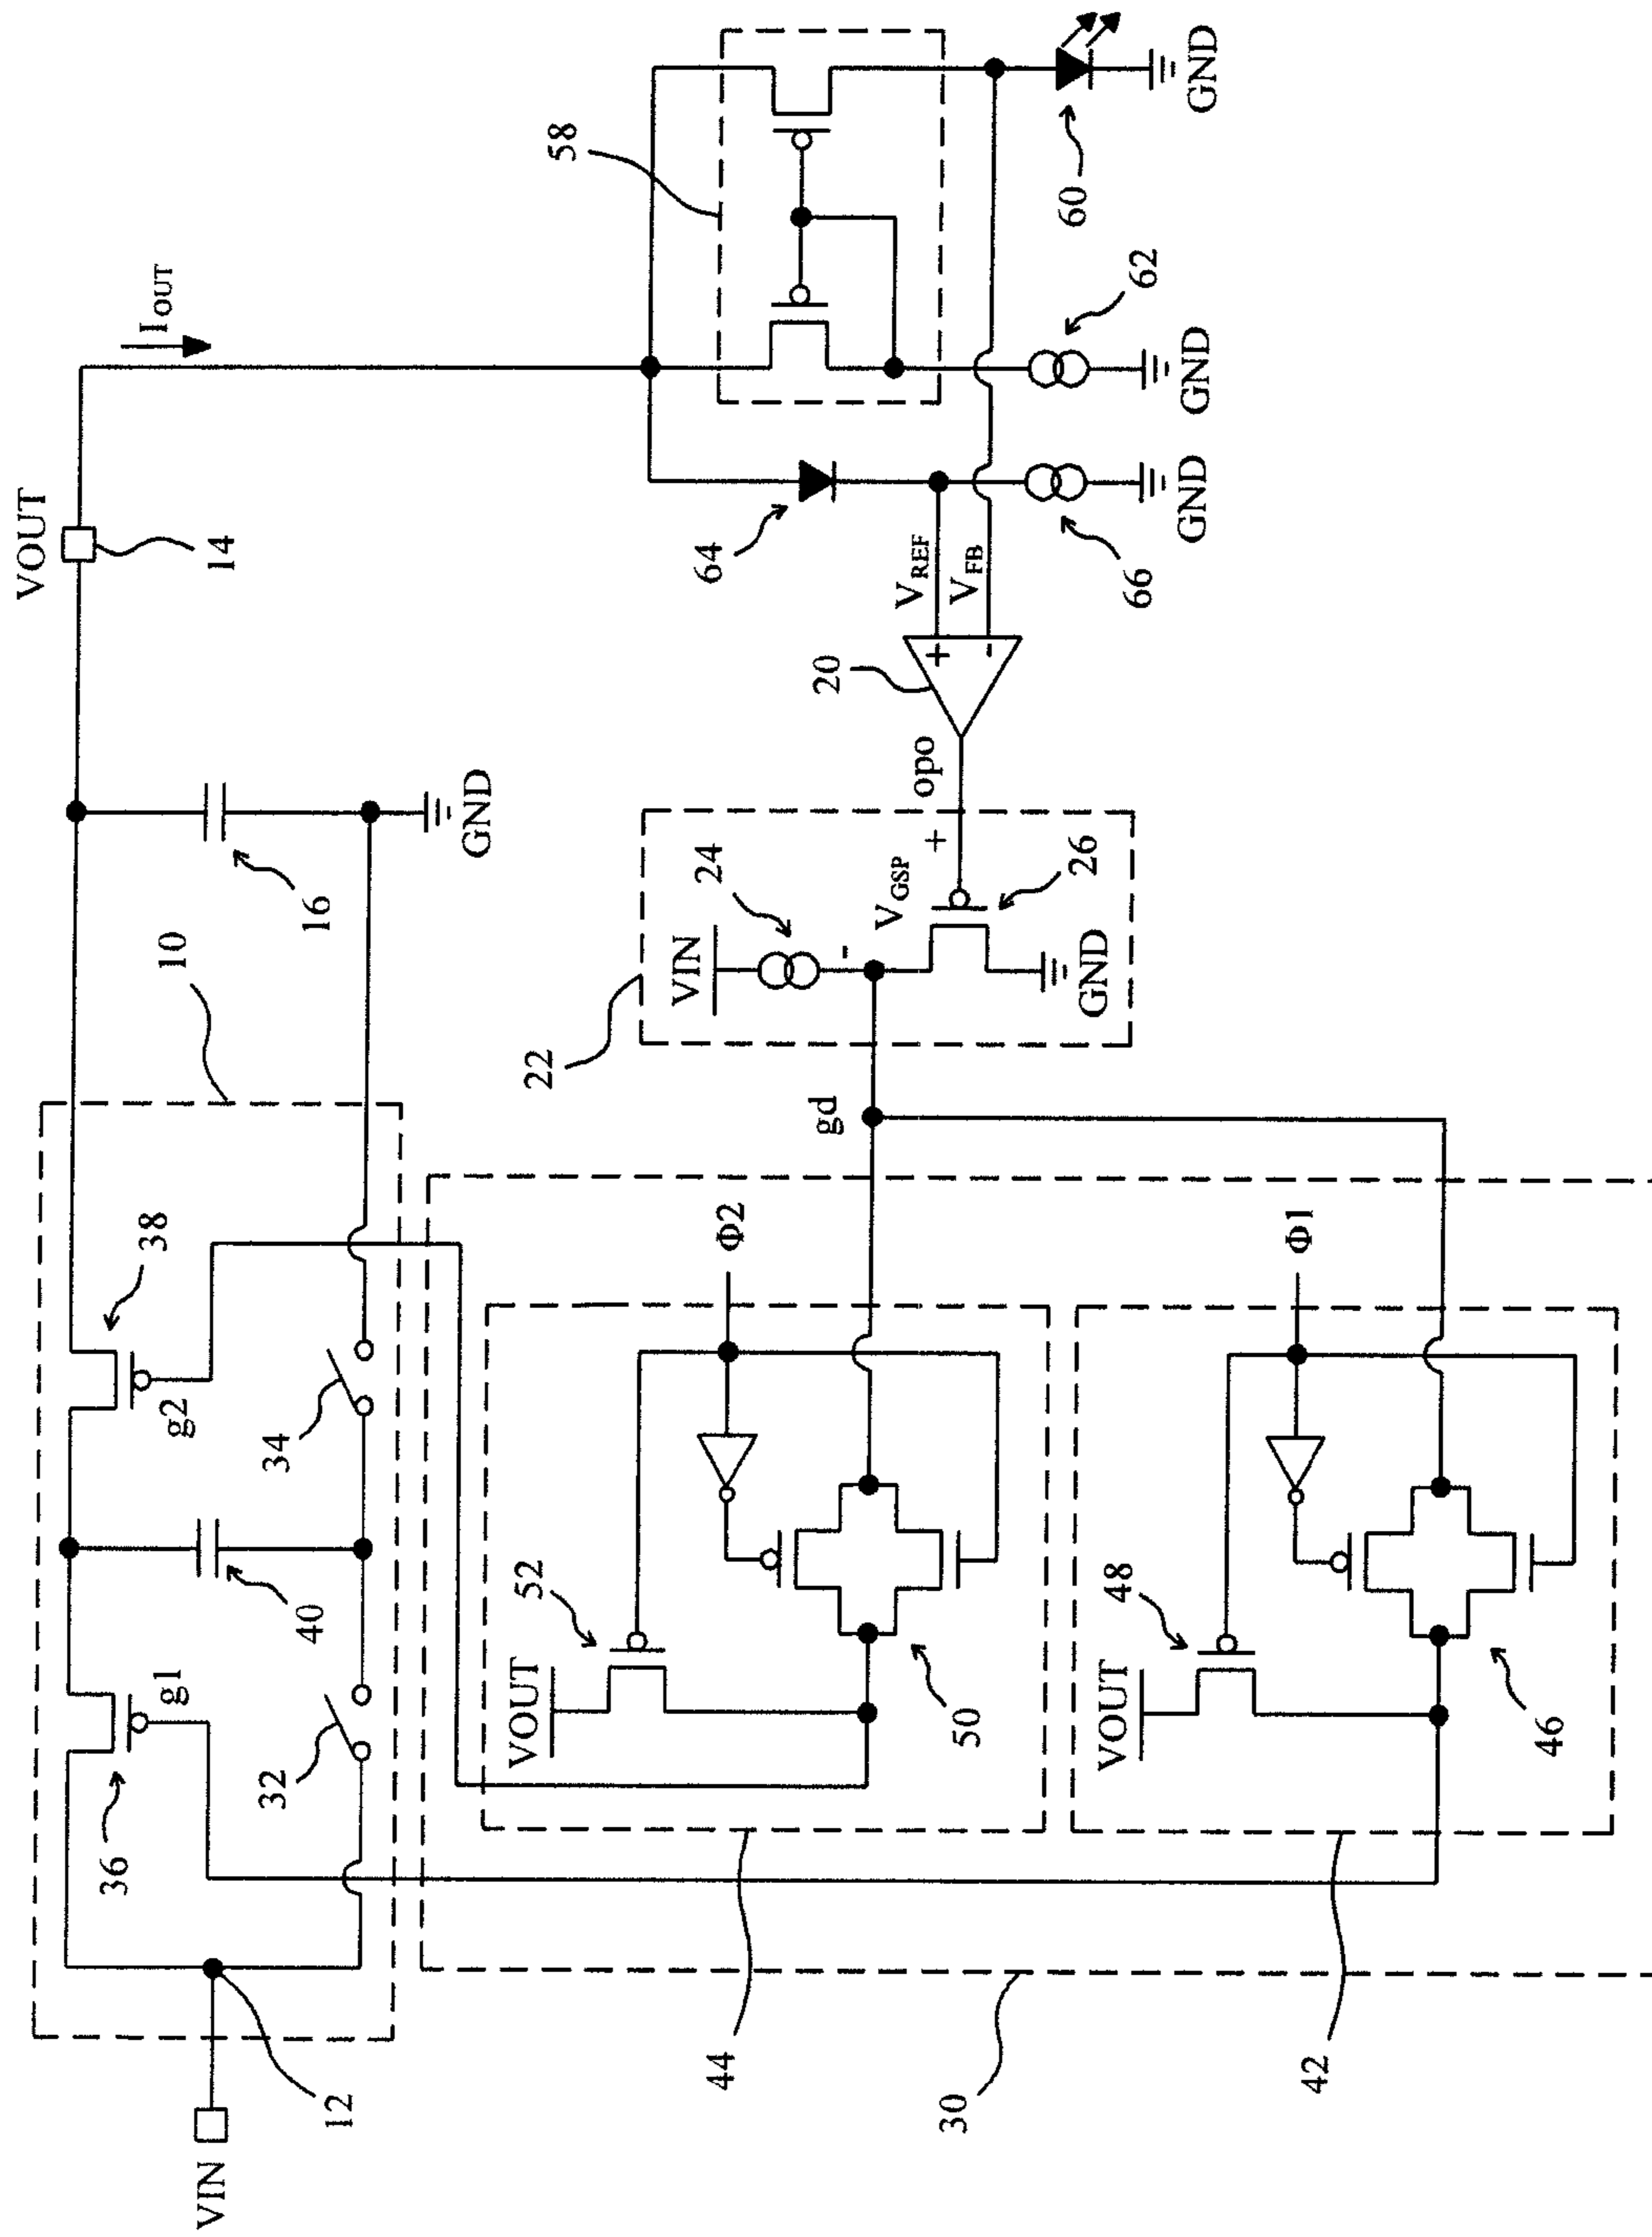 VIN
12
36
g1
32
40
g2
38
34
10
16
GND
VOUT
14
IOUT
58
60
GND
62
GND
64
66
GND
VREF
VFB
20
opo
+
-
22
VIN
24
-
VGSP
+
26
GND
gd
30
44
VOUT
52
50
Φ2
42
VOUT
48
46
Φ1